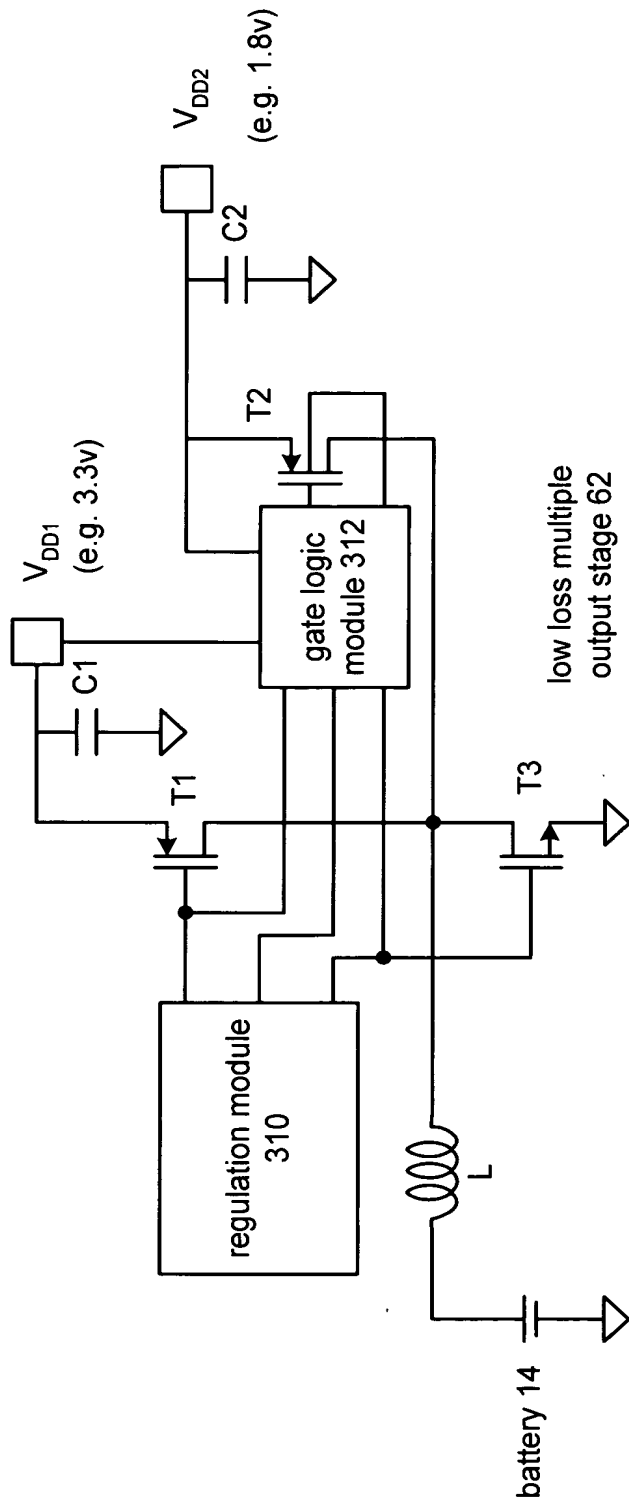 V_DD1
(e.g. 3.3v)
V_DD2
(e.g. 1.8v)
C1
C2
T1
T2
regulation module
310
gate logic
module 312
T3
low loss multiple
output stage 62
L
battery 14